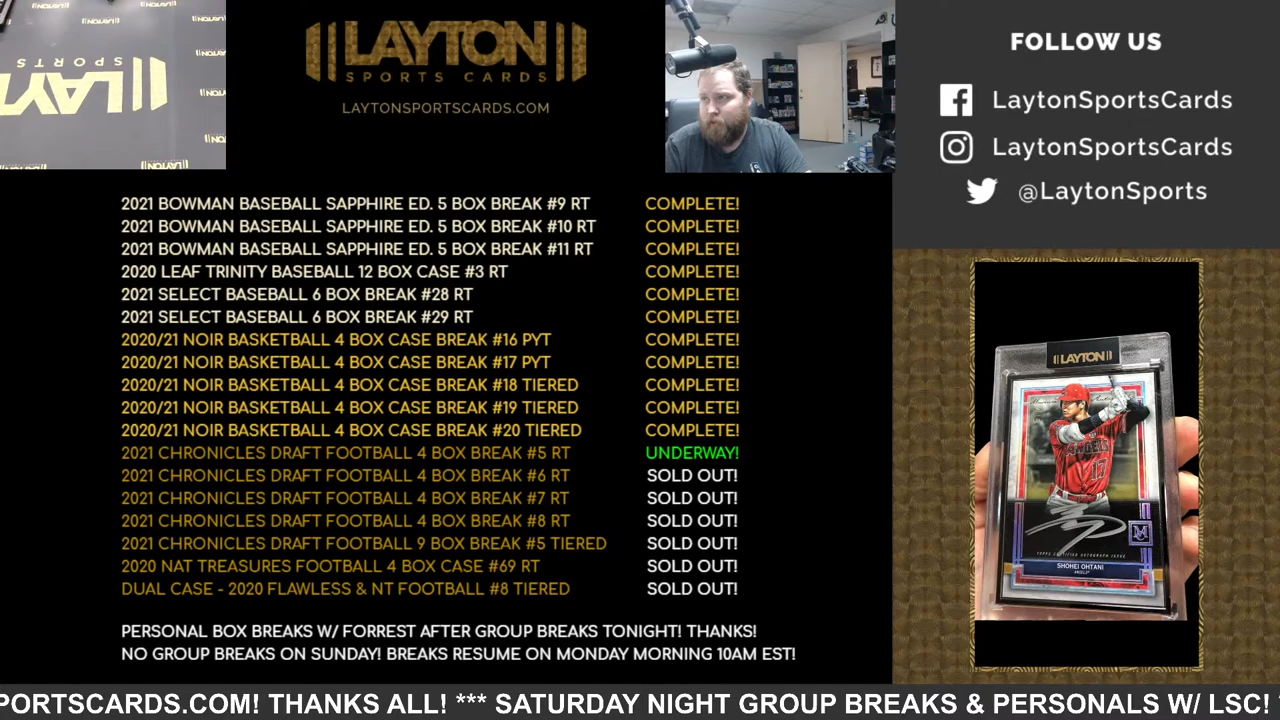 LAYTON
SPORTS
LAYTON
SPORTS CARDS
LAYTONSPORTSCARDS.COM
FOLLOW US
LaytonSportsCards
LaytonSportsCards
@LaytonSports
2021 BOWMAN BASEBALL SAPPHIRE ED. 5 BOX BREAK #9 RT COMPLETE!
2021 BOWMAN BASEBALL SAPPHIRE ED. 5 BOX BREAK #10 RT COMPLETE!
2021 BOWMAN BASEBALL SAPPHIRE ED. 5 BOX BREAK #11 RT COMPLETE!
2020 LEAF TRINITY BASEBALL 12 BOX CASE #3 RT COMPLETE!
2021 SELECT BASEBALL 6 BOX BREAK #28 RT COMPLETE!
2021 SELECT BASEBALL 6 BOX BREAK #29 RT COMPLETE!
2020/21 NOIR BASKETBALL 4 BOX CASE BREAK #16 PYT COMPLETE!
2020/21 NOIR BASKETBALL 4 BOX CASE BREAK #17 PYT COMPLETE!
2020/21 NOIR BASKETBALL 4 BOX CASE BREAK #18 TIERED COMPLETE!
2020/21 NOIR BASKETBALL 4 BOX CASE BREAK #19 TIERED COMPLETE!
2020/21 NOIR BASKETBALL 4 BOX CASE BREAK #20 TIERED COMPLETE!
2021 CHRONICLES DRAFT FOOTBALL 4 BOX BREAK #5 RT UNDERWAY!
2021 CHRONICLES DRAFT FOOTBALL 4 BOX BREAK #6 RT SOLD OUT!
2021 CHRONICLES DRAFT FOOTBALL 4 BOX BREAK #7 RT SOLD OUT!
2021 CHRONICLES DRAFT FOOTBALL 4 BOX BREAK #8 RT SOLD OUT!
2021 CHRONICLES DRAFT FOOTBALL 9 BOX BREAK #5 TIERED SOLD OUT!
2020 NAT TREASURES FOOTBALL 4 BOX CASE #69 RT SOLD OUT!
DUAL CASE - 2020 FLAWLESS & NT FOOTBALL #8 TIERED SOLD OUT!
PERSONAL BOX BREAKS W/ FORREST AFTER GROUP BREAKS TONIGHT! THANKS!
NO GROUP BREAKS ON SUNDAY! BREAKS RESUME ON MONDAY MORNING 10AM EST!
LAYTON
ANGELS
17
TOPPS CERTIFIED AUTOGRAPH ISSUE
SHOHEI OHTANI
ANGELS
PORTSCARDS.COM! THANKS ALL! *** SATURDAY NIGHT GROUP BREAKS & PERSONALS W/ LSC!